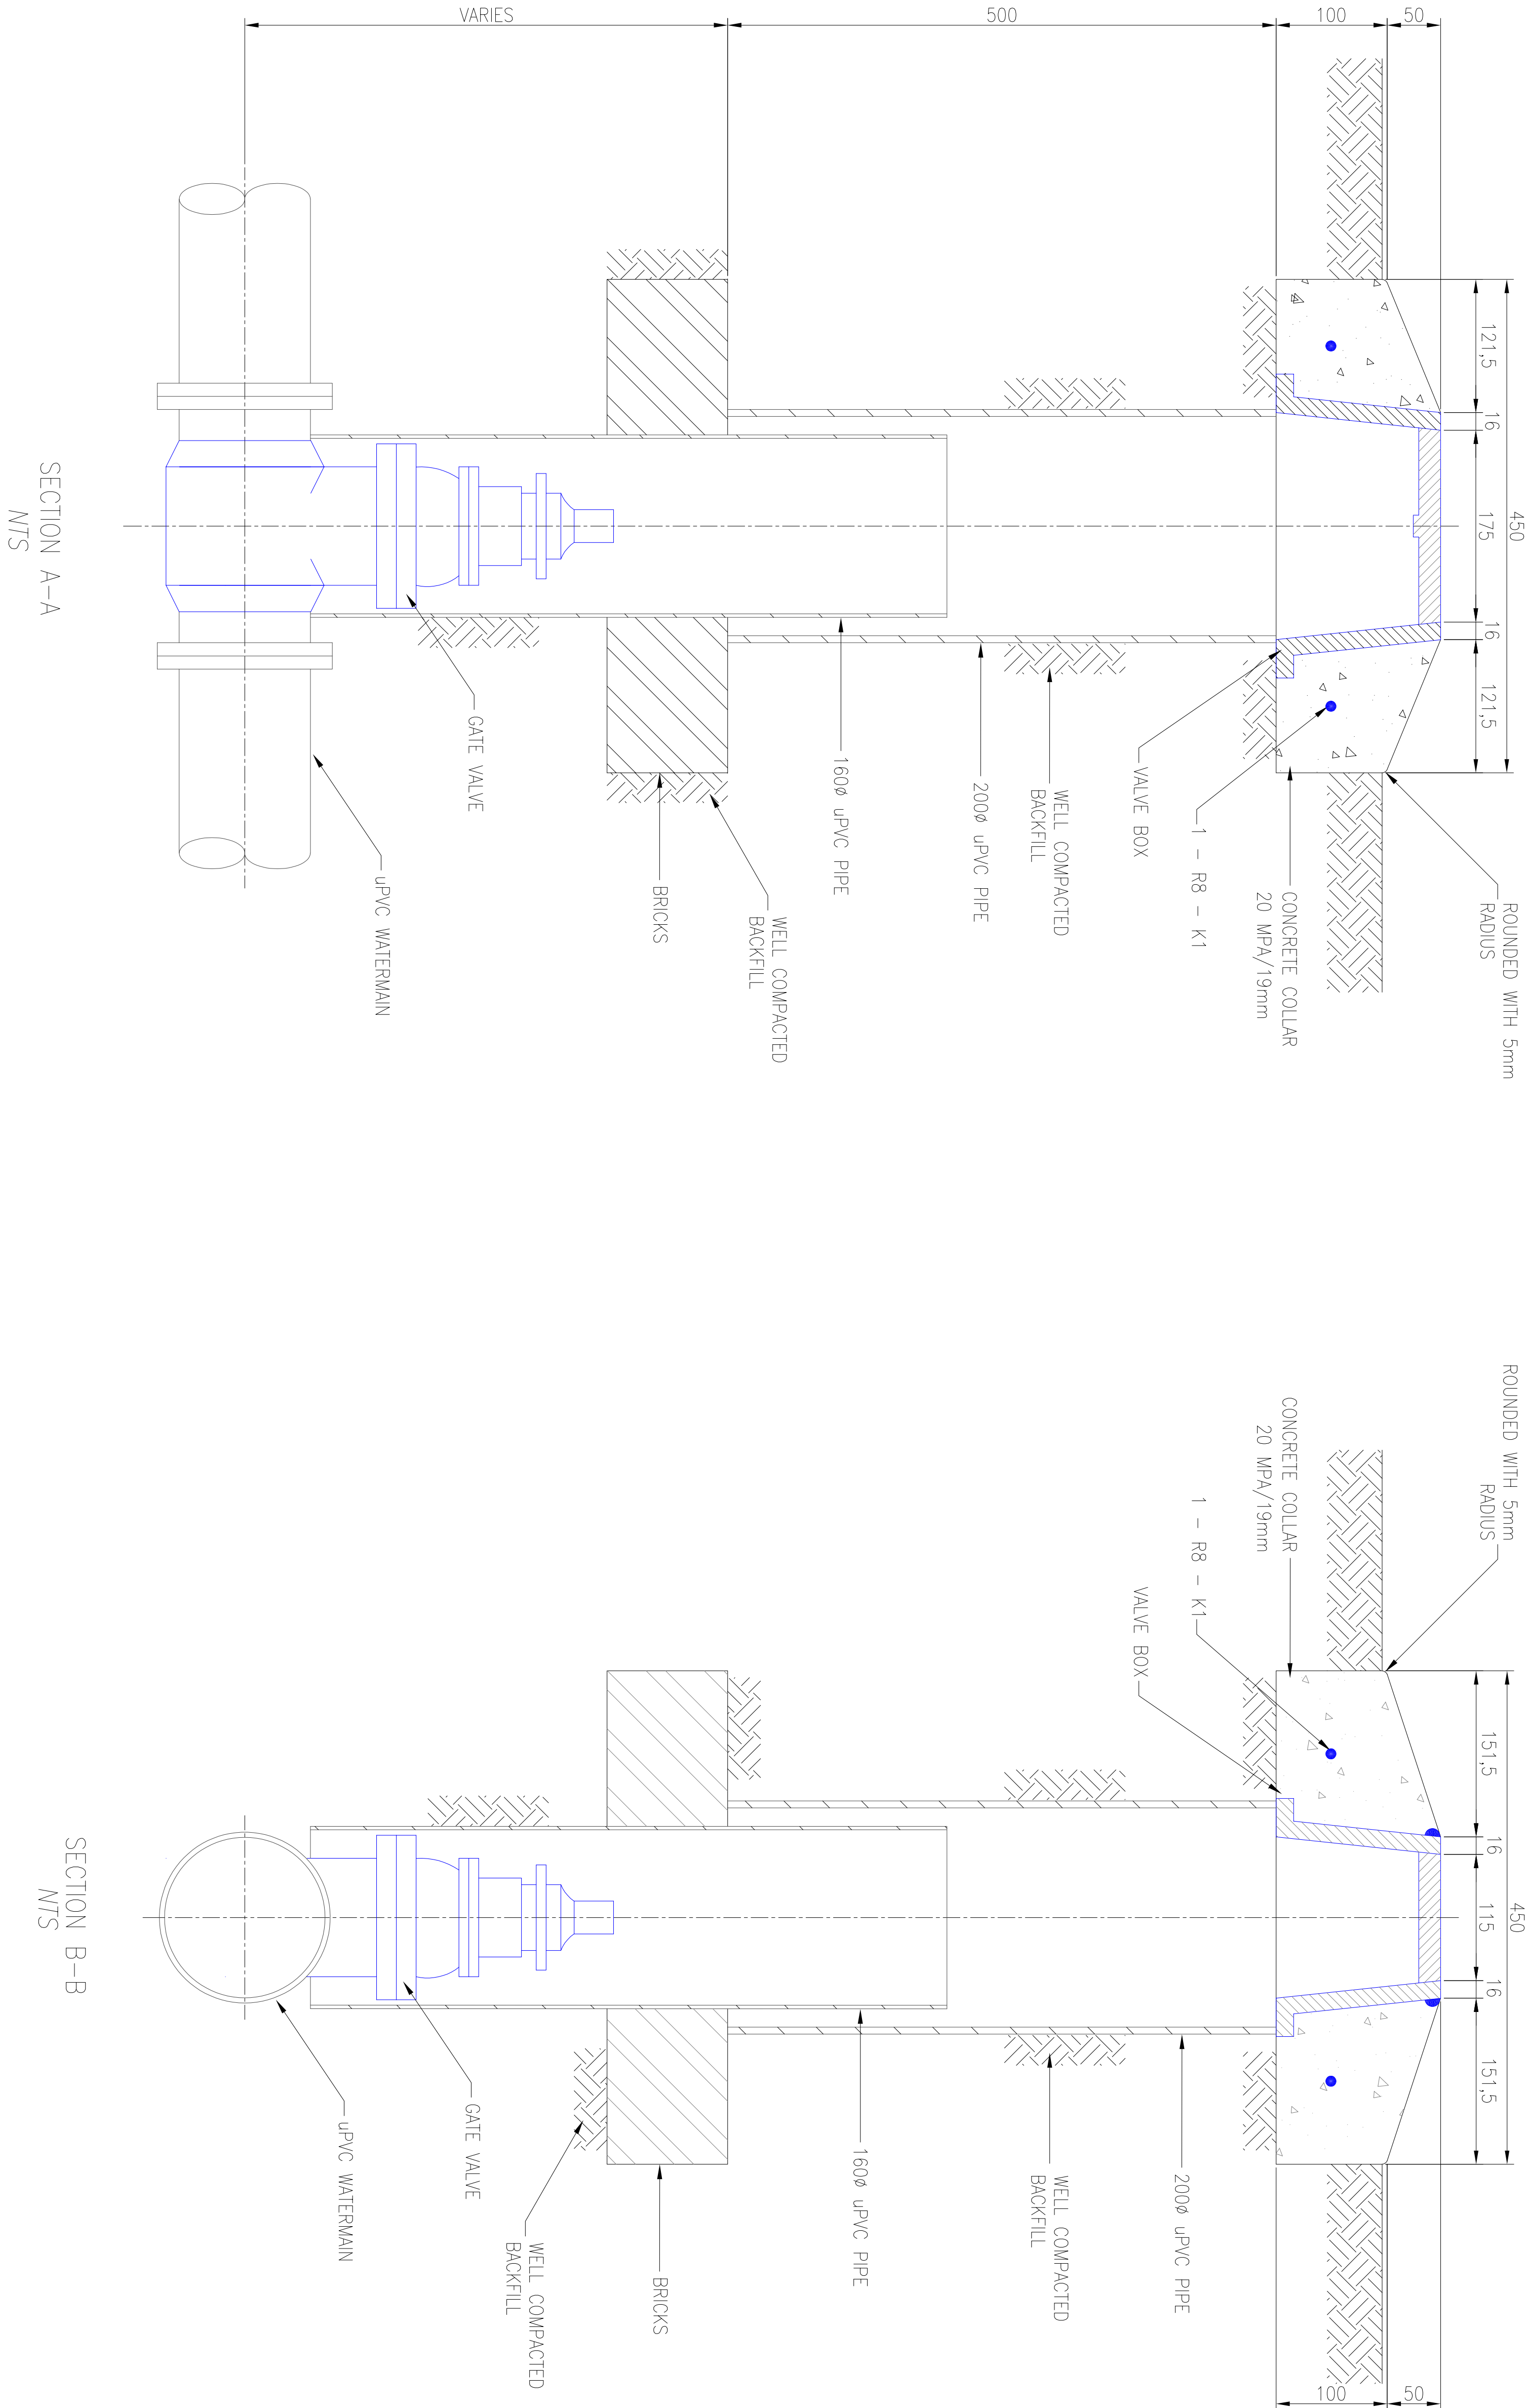 50
100
500
VARIES
450
121,5
16
175
16
121,5
ROUNDED WITH 5mm
RADIUS
CONCRETE COLLAR
20 MPA/19mm
1 - R8 - K1
VALVE BOX
WELL COMPACTED
BACKFILL
200Ø uPVC PIPE
160Ø uPVC PIPE
WELL COMPACTED
BACKFILL
BRICKS
GATE VALVE
uPVC WATERMAIN
SECTION A-A
NTS
450
151,5
16
115
16
151,5
50
100
ROUNDED WITH 5mm
RADIUS
CONCRETE COLLAR
20 MPA/19mm
1 - R8 - K1
VALVE BOX
200Ø uPVC PIPE
WELL COMPACTED
BACKFILL
160Ø uPVC PIPE
BRICKS
WELL COMPACTED
BACKFILL
GATE VALVE
uPVC WATERMAIN
SECTION B-B
NTS